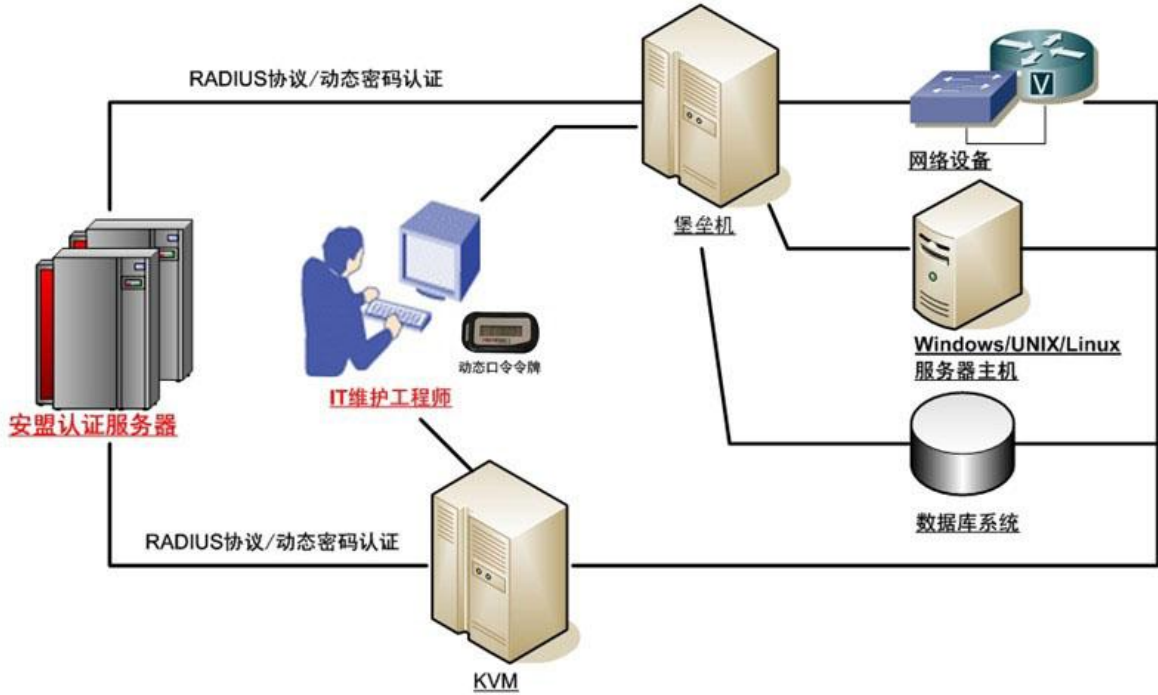 RADIUS协议/动态密码认证
网络设备
堡垒机
Windows/UNIX/Linux
服务器主机
动态口令令牌
IT维护工程师
安盟认证服务器
数据库系统
RADIUS协议/动态密码认证
KVM
V